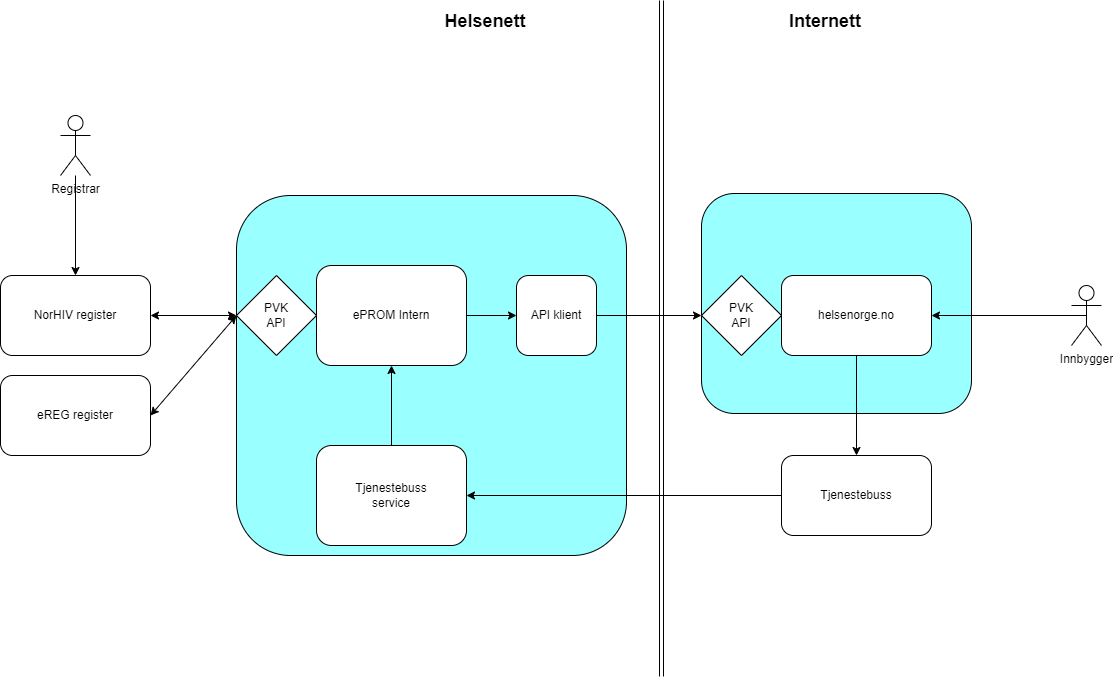 Helsenett
Internett
Registrar
NorHIV register
PVK
API
ePROM Intern
API klient
PVK
API
helsenorge.no
Innbygger
eREG register
Tjenestebuss
service
Tjenestebuss